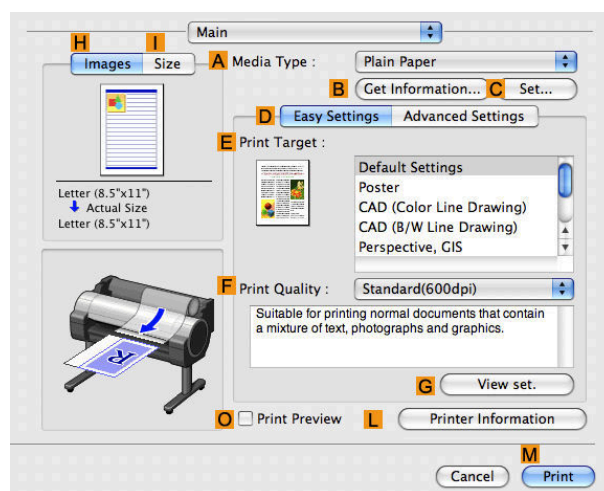 Main
H I
Images Size
A Media Type : Plain Paper
B Get Information... C Set...
D Easy Settings Advanced Settings
E Print Target :
Default Settings
Poster
CAD (Color Line Drawing)
CAD (B/W Line Drawing)
Perspective, GIS
Letter (8.5"x11")
Actual Size
Letter (8.5"x11")
F Print Quality : Standard(600dpi)
Suitable for printing normal documents that contain
a mixture of text, photographs and graphics.
R
G View set.
O Print Preview L Printer Information
M
Cancel Print